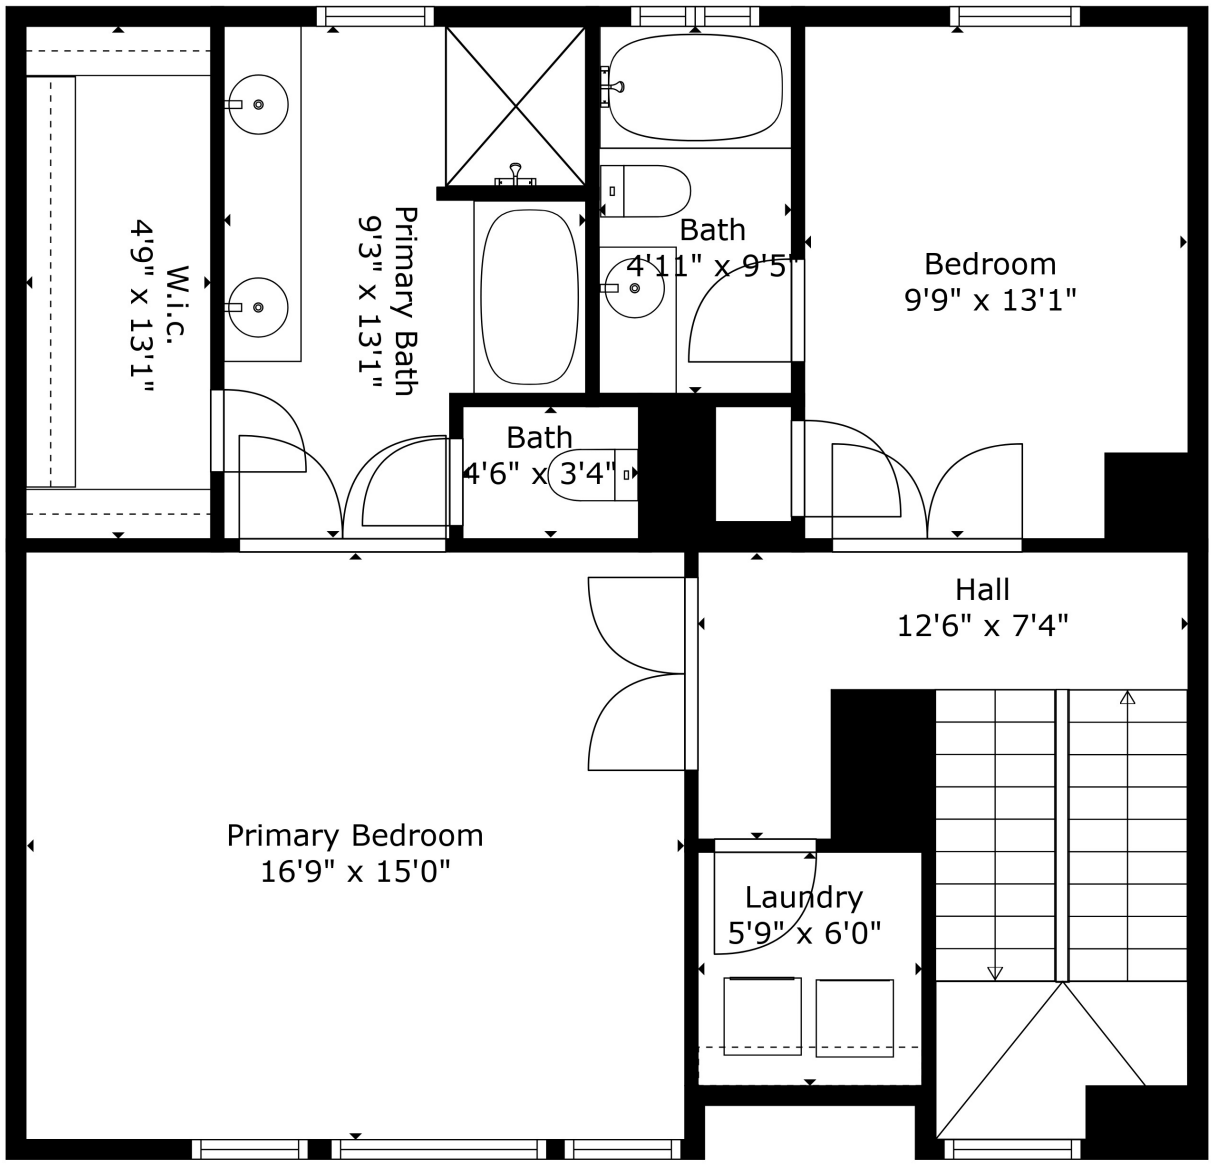 W.i.c.
4'9" x 13'1"
Primary Bath
9'3" x 13'1"
Bath
4'11" x 9'5"
Bedroom
9'9" x 13'1"
Bath
4'6" x 3'4"
Hall
12'6" x 7'4"
Primary Bedroom
16'9" x 15'0"
Laundry
5'9" x 6'0"